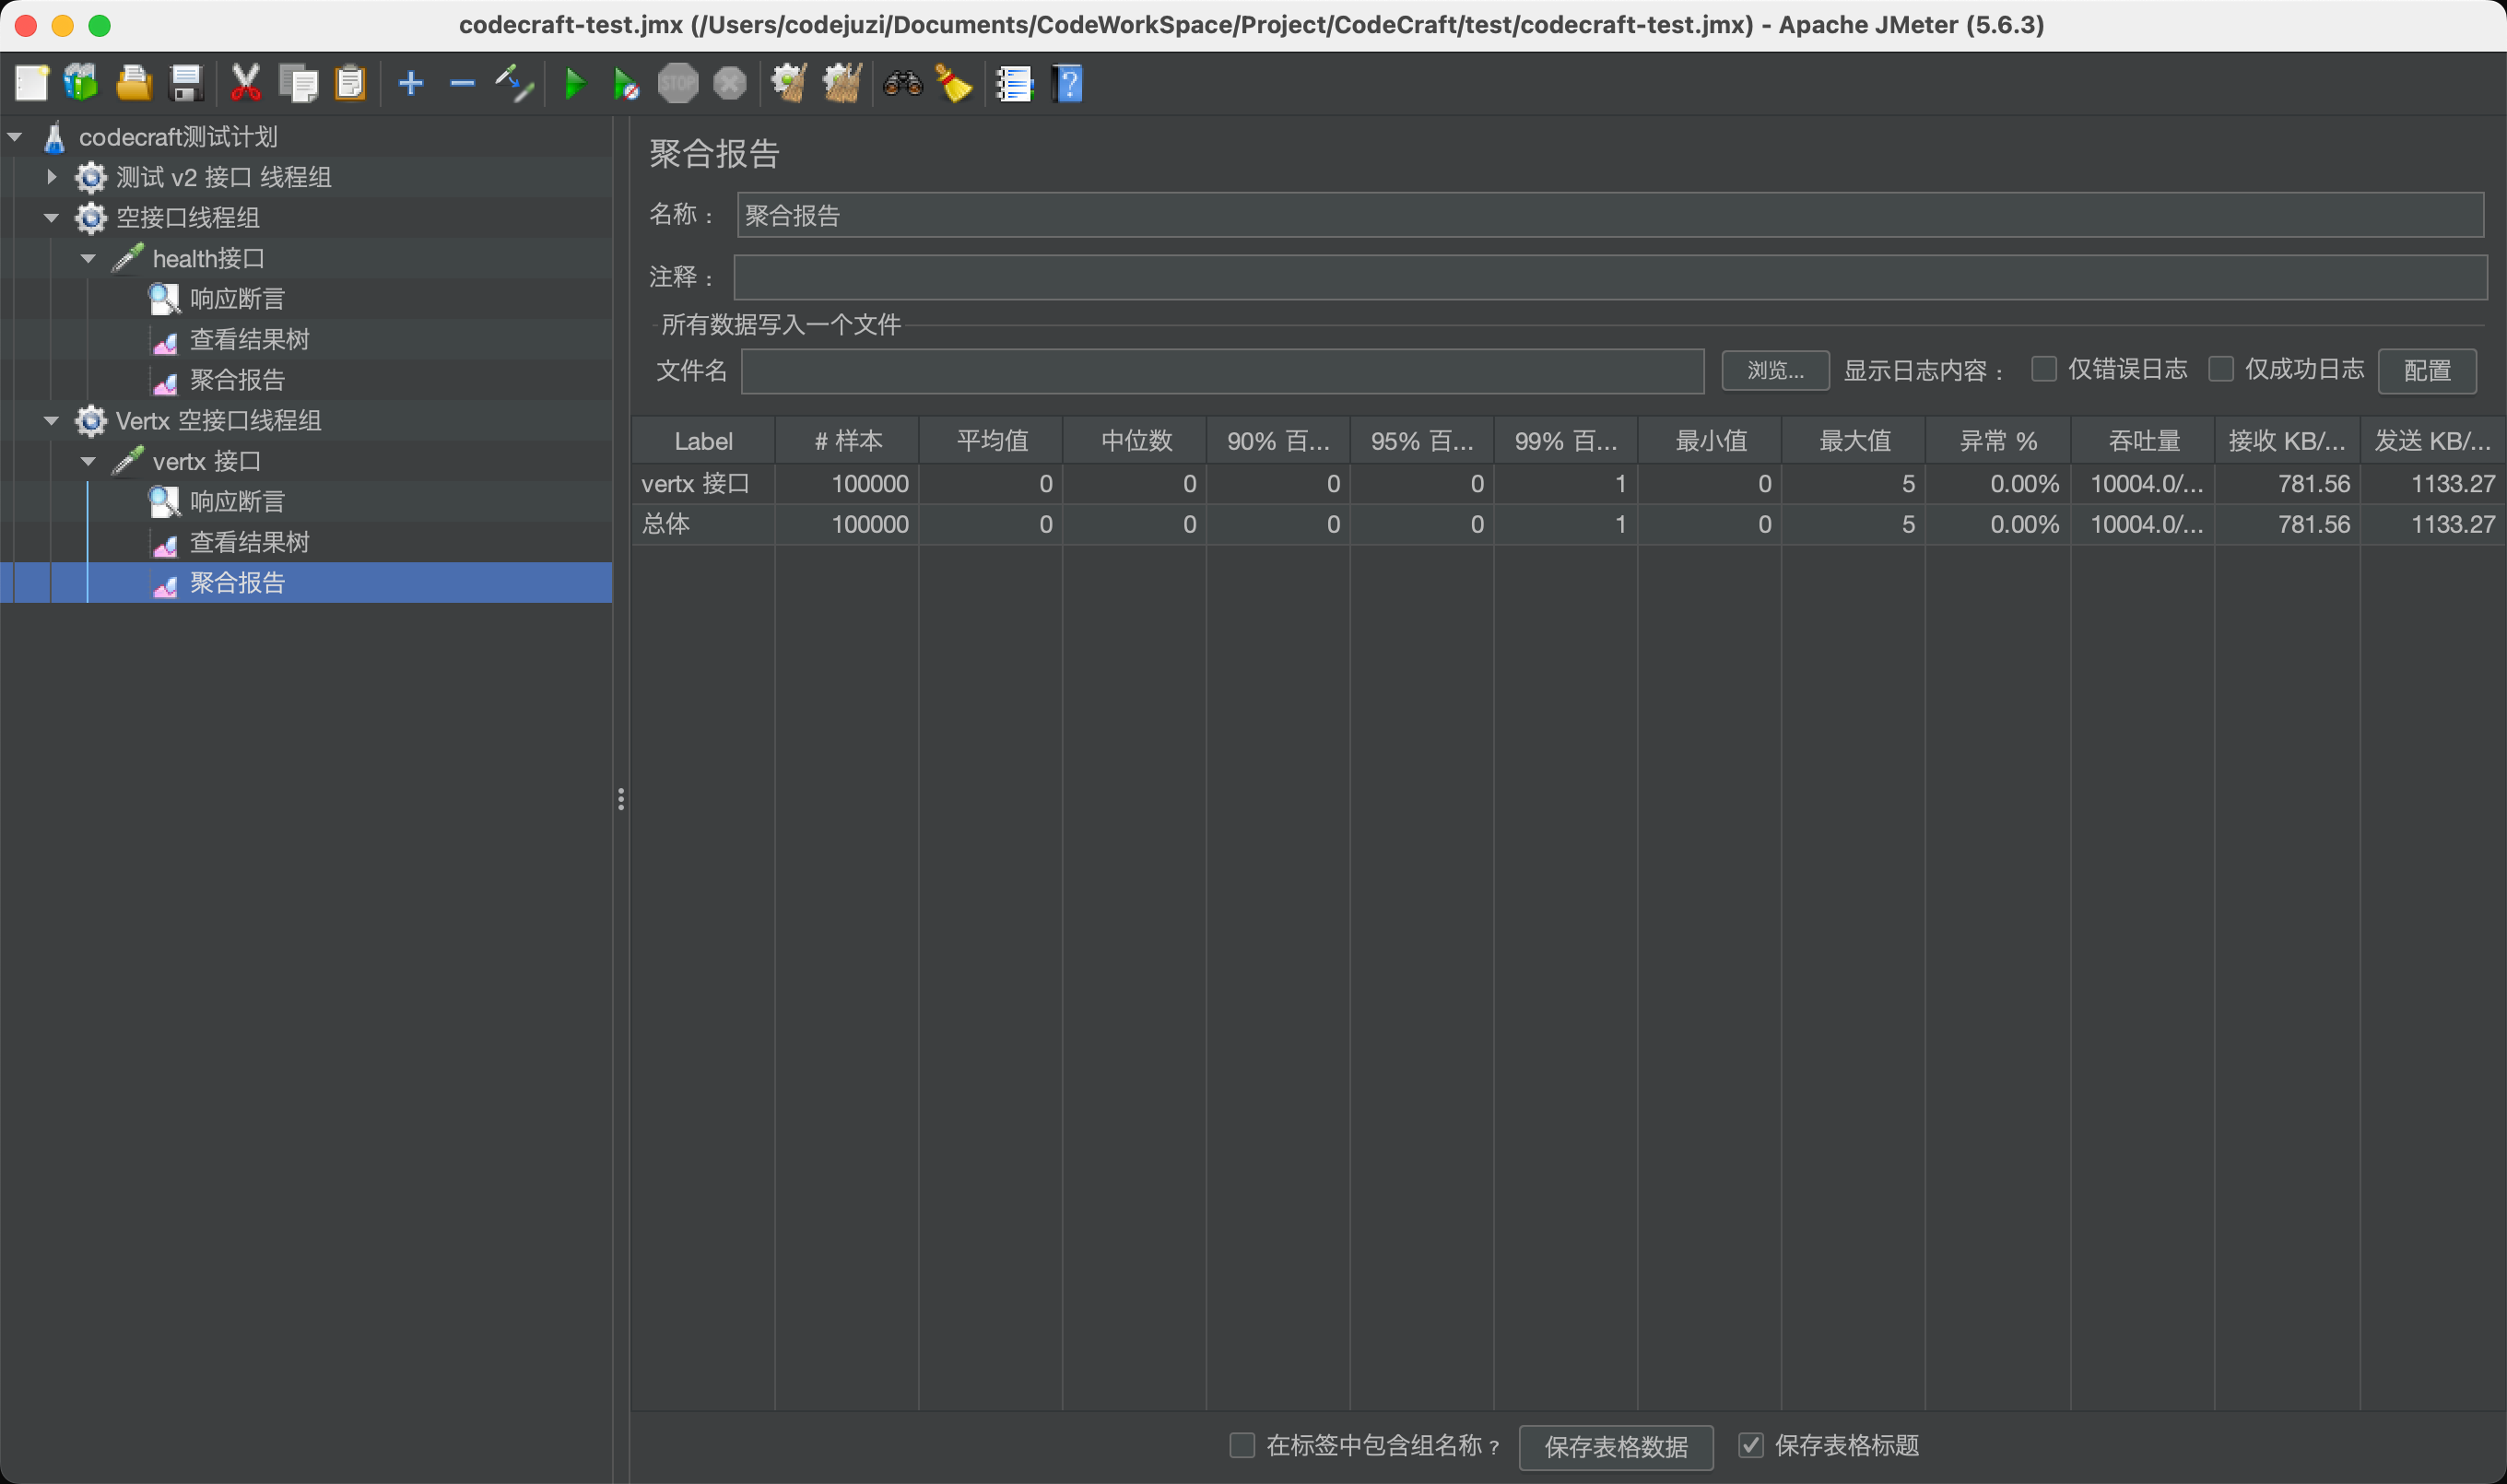 codecraft-test.jmx (/Users/codejuzi/Documents/CodeWorkSpace/Project/CodeCraft/test/codecraft-test.jmx) - Apache JMeter (5.6.3)
STOP
codecraft测试计划
测试 v2 接口 线程组
空接口线程组
health接口
响应断言
查看结果树
聚合报告
Vertx 空接口线程组
vertx 接口
响应断言
查看结果树
聚合报告
聚合报告
名称： 聚合报告
注释：
所有数据写入一个文件
文件名 浏览... 显示日志内容： 仅错误日志 仅成功日志 配置
Label # 样本 平均值 中位数 90% 百... 95% 百... 99% 百... 最小值 最大值 异常 % 吞吐量 接收 KB/... 发送 KB/...
vertx 接口 100000 0 0 0 0 1 0 5 0.00% 10004.0/... 781.56 1133.27
总体 100000 0 0 0 0 1 0 5 0.00% 10004.0/... 781.56 1133.27
在标签中包含组名称？ 保存表格数据 保存表格标题